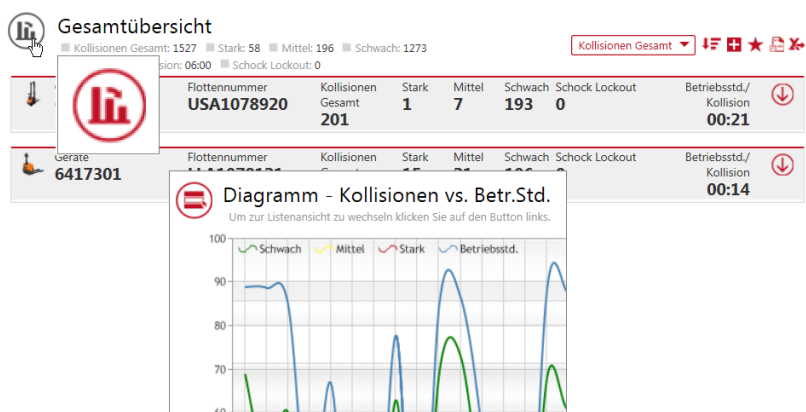 Gesamtübersicht
Kollisionen Gesamt: 1527 Stark: 58 Mittel: 196 Schwach: 1273
sion: 06:00 Schock Lockout: 0
Kollisionen Gesamt
Flottennummer Kollisionen Stark Mittel Schwach Schock Lockout Betriebsstd./
USA1078920 Gesamt 1 7 193 0 Kollision
201 00:21
Geräte Flottennummer Kollisionen Stark Mittel Schwach Schock Lockout Betriebsstd./
6417301 Kollision
00:14
Diagramm - Kollisionen vs. Betr.Std.
Um zur Listenansicht zu wechseln klicken Sie auf den Button links.
Schwach Mittel Stark Betriebsstd.
100
90
80
70
60